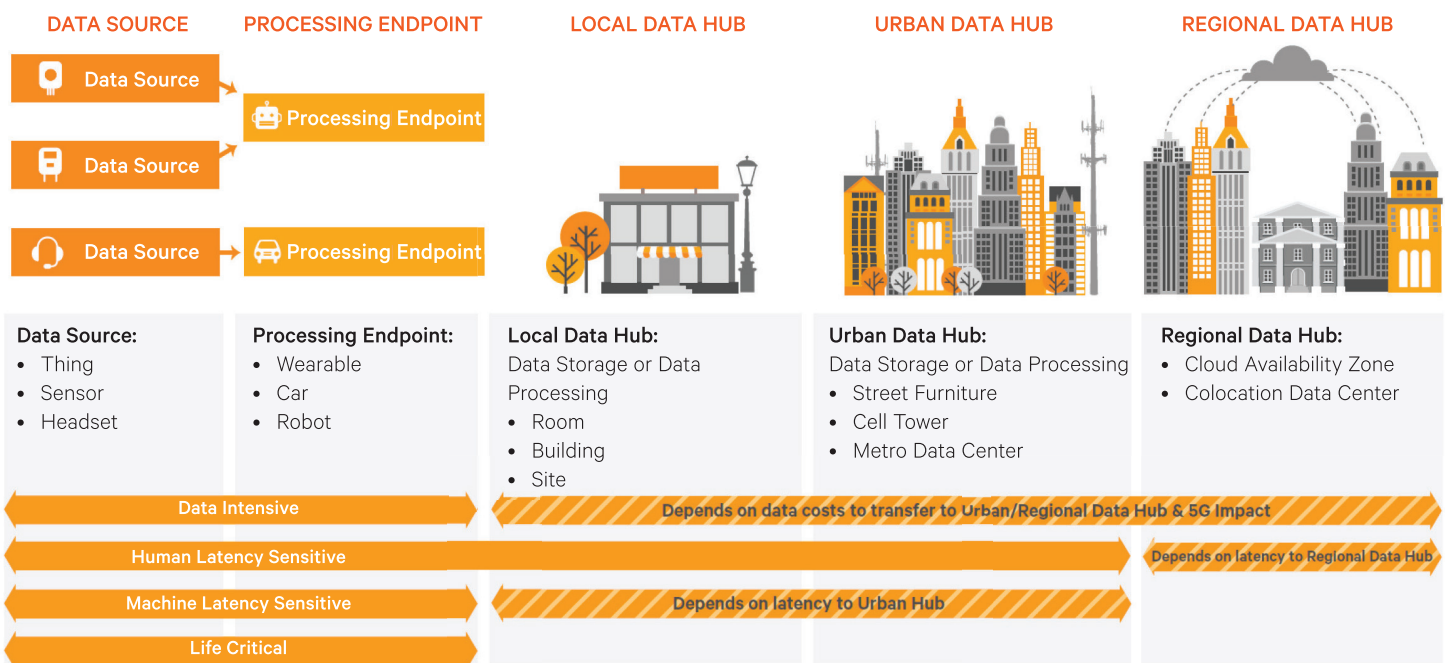 DATA SOURCE
PROCESSING ENDPOINT
LOCAL DATA HUB
URBAN DATA HUB
REGIONAL DATA HUB
Data Source
Processing Endpoint
Data Source
Data Source
Processing Endpoint
Data Source:
• Thing
• Sensor
• Headset
Processing Endpoint:
• Wearable
• Car
• Robot
Local Data Hub:
Data Storage or Data
Processing
• Room
• Building
• Site
Urban Data Hub:
Data Storage or Data Processing
• Street Furniture
• Cell Tower
• Metro Data Center
Regional Data Hub:
• Cloud Availability Zone
• Colocation Data Center
Data Intensive
Depends on data costs to transfer to Urban/Regional Data Hub & 5G Impact
Human Latency Sensitive
Depends on latency to Regional Data Hub
Machine Latency Sensitive
Depends on latency to Urban Hub
Life Critical